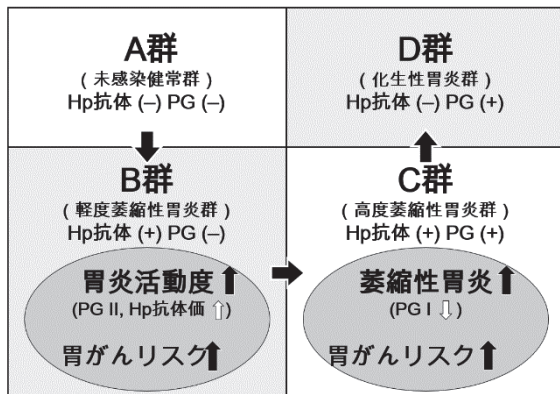 A群
( 未感染健常群 )
Hp抗体 (–) PG (–)
D群
( 化生性胃炎群 )
Hp抗体 (–) PG (+)
B群
( 軽度萎縮性胃炎群 )
Hp抗体 (+) PG (–)
胃炎活動度⬆
(PG II, Hp抗体価 ⇧)
胃がんリスク⬆
C群
( 高度萎縮性胃炎群 )
Hp抗体 (+) PG (+)
萎縮性胃炎⬆
(PG I ⇩)
胃がんリスク⬆